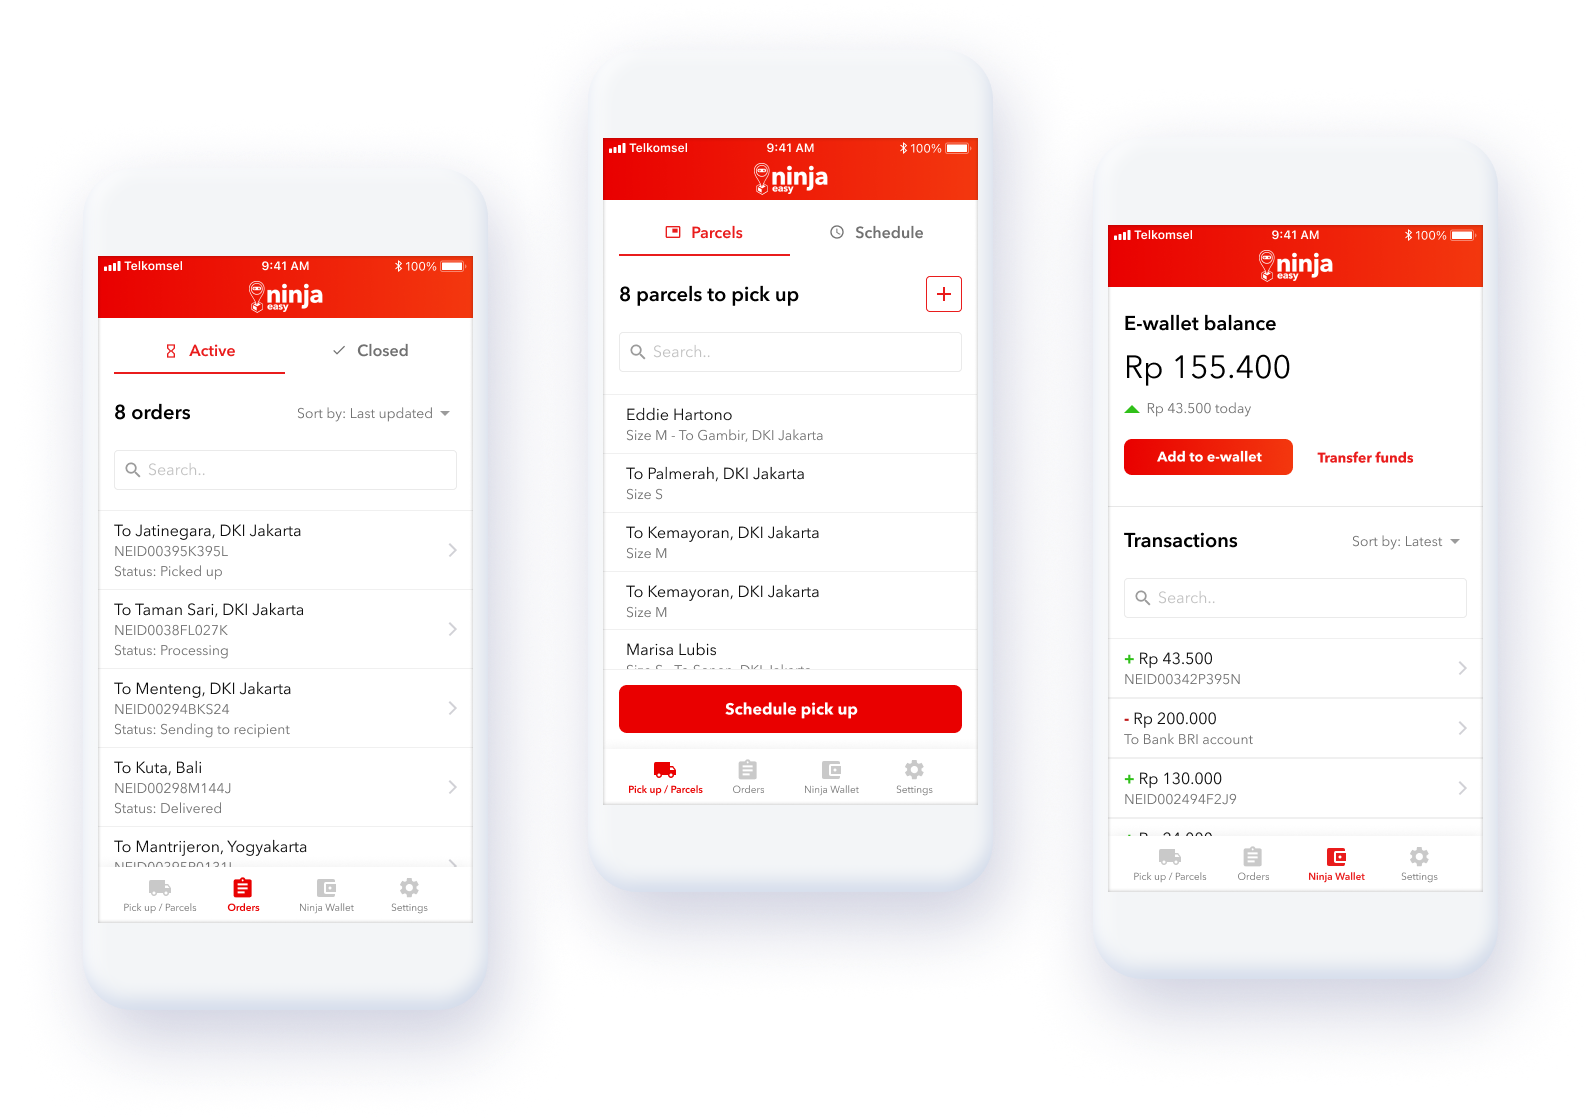 Telkomsel 9:41 AM 100%
ninja
easy
Active Closed
8 orders Sort by: Last updated
Search..
To Jatinegara, DKI Jakarta
NEID00395K395L
Status: Picked up
To Taman Sari, DKI Jakarta
NEID0038FL027K
Status: Processing
To Menteng, DKI Jakarta
NEID00294BKS24
Status: Sending to recipient
To Kuta, Bali
NEID00298M144J
Status: Delivered
To Mantrijeron, Yogyakarta
Pick up / Parcels Orders Ninja Wallet Settings
Telkomsel 9:41 AM 100%
ninja
easy
Parcels Schedule
8 parcels to pick up
Search..
Eddie Hartono
Size M - To Gambir, DKI Jakarta
To Palmerah, DKI Jakarta
Size S
To Kemayoran, DKI Jakarta
Size M
To Kemayoran, DKI Jakarta
Size M
Marisa Lubis
Size S - To Senen, DKI Jakarta
Schedule pick up
Pick up / Parcels Orders Ninja Wallet Settings
Telkomsel 9:41 AM 100%
ninja
easy
E-wallet balance
Rp 155.400
Rp 43.500 today
Add to e-wallet Transfer funds
Transactions Sort by: Latest
Search..
+ Rp 43.500
NEID00342P395N
- Rp 200.000
To Bank BRI account
+ Rp 130.000
NEID002494F2J9
Pick up / Parcels Orders Ninja Wallet Settings